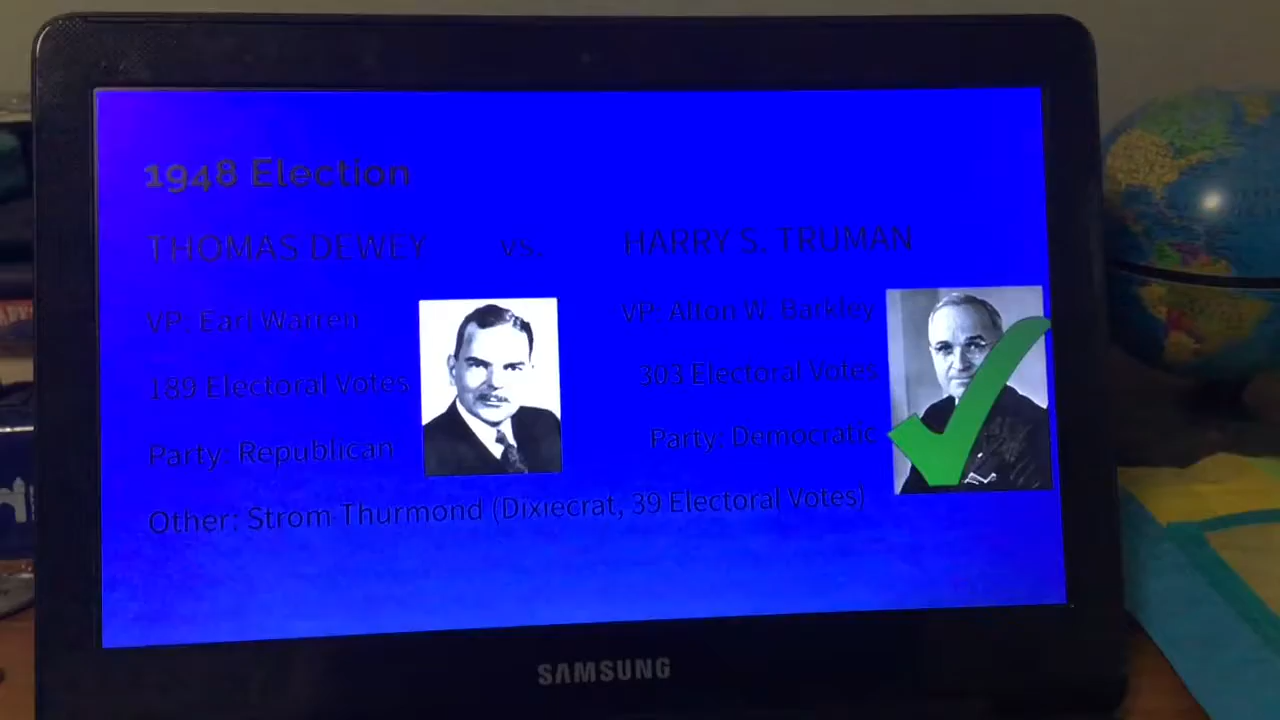 1948 Election
THOMAS DEWEY vs. HARRY S. TRUMAN
VP: Earl Warren
VP: Alton W. Barkley
189 Electoral Votes
303 Electoral Votes
Party: Republican
Party: Democratic
Other: Strom Thurmond (Dixiecrat, 39 Electoral Votes)
SAMSUNG